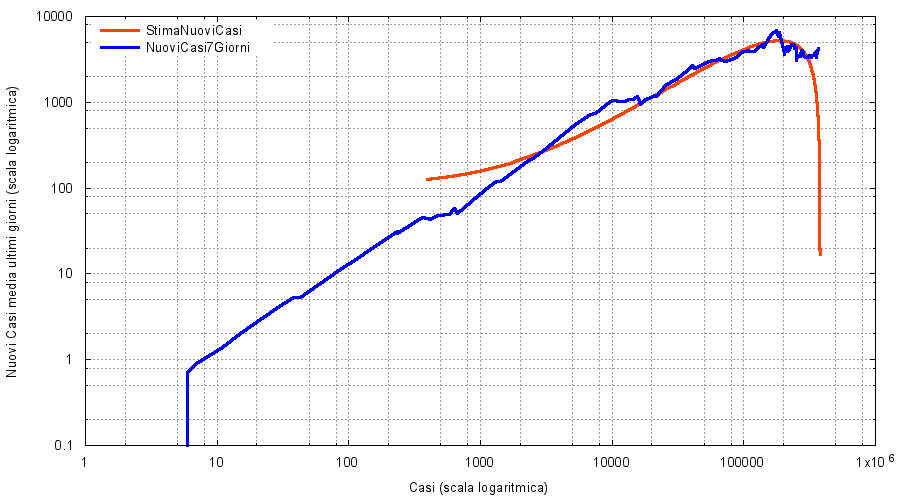 StimaNuoviCasi
NuoviCasi7Giorni
10000
1000
100
10
1
0.1
Nuovi Casi media ultimi giorni (scala logaritmica)
1 10 100 1000 10000 100000 1x10 6
Casi (scala logaritmica)